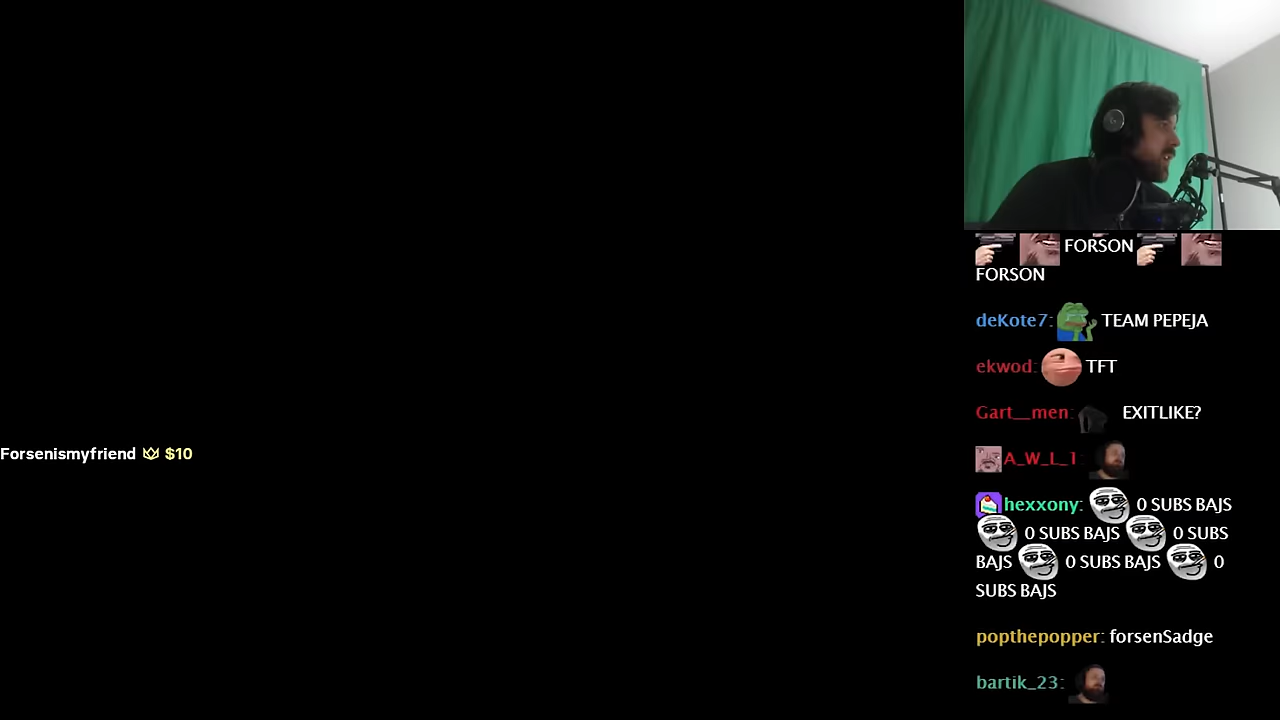 FORSON
FORSON
deKote7: TEAM PEPEJA
ekwod: TFT
Gart__men: EXITLIKE?
Forsenismyfriend $10
A_W_L_1:
hexxony: 0 SUBS BAJS
0 SUBS BAJS 0 SUBS
BAJS 0 SUBS BAJS 0
SUBS BAJS
popthepopper: forsenSadge
bartik_23: